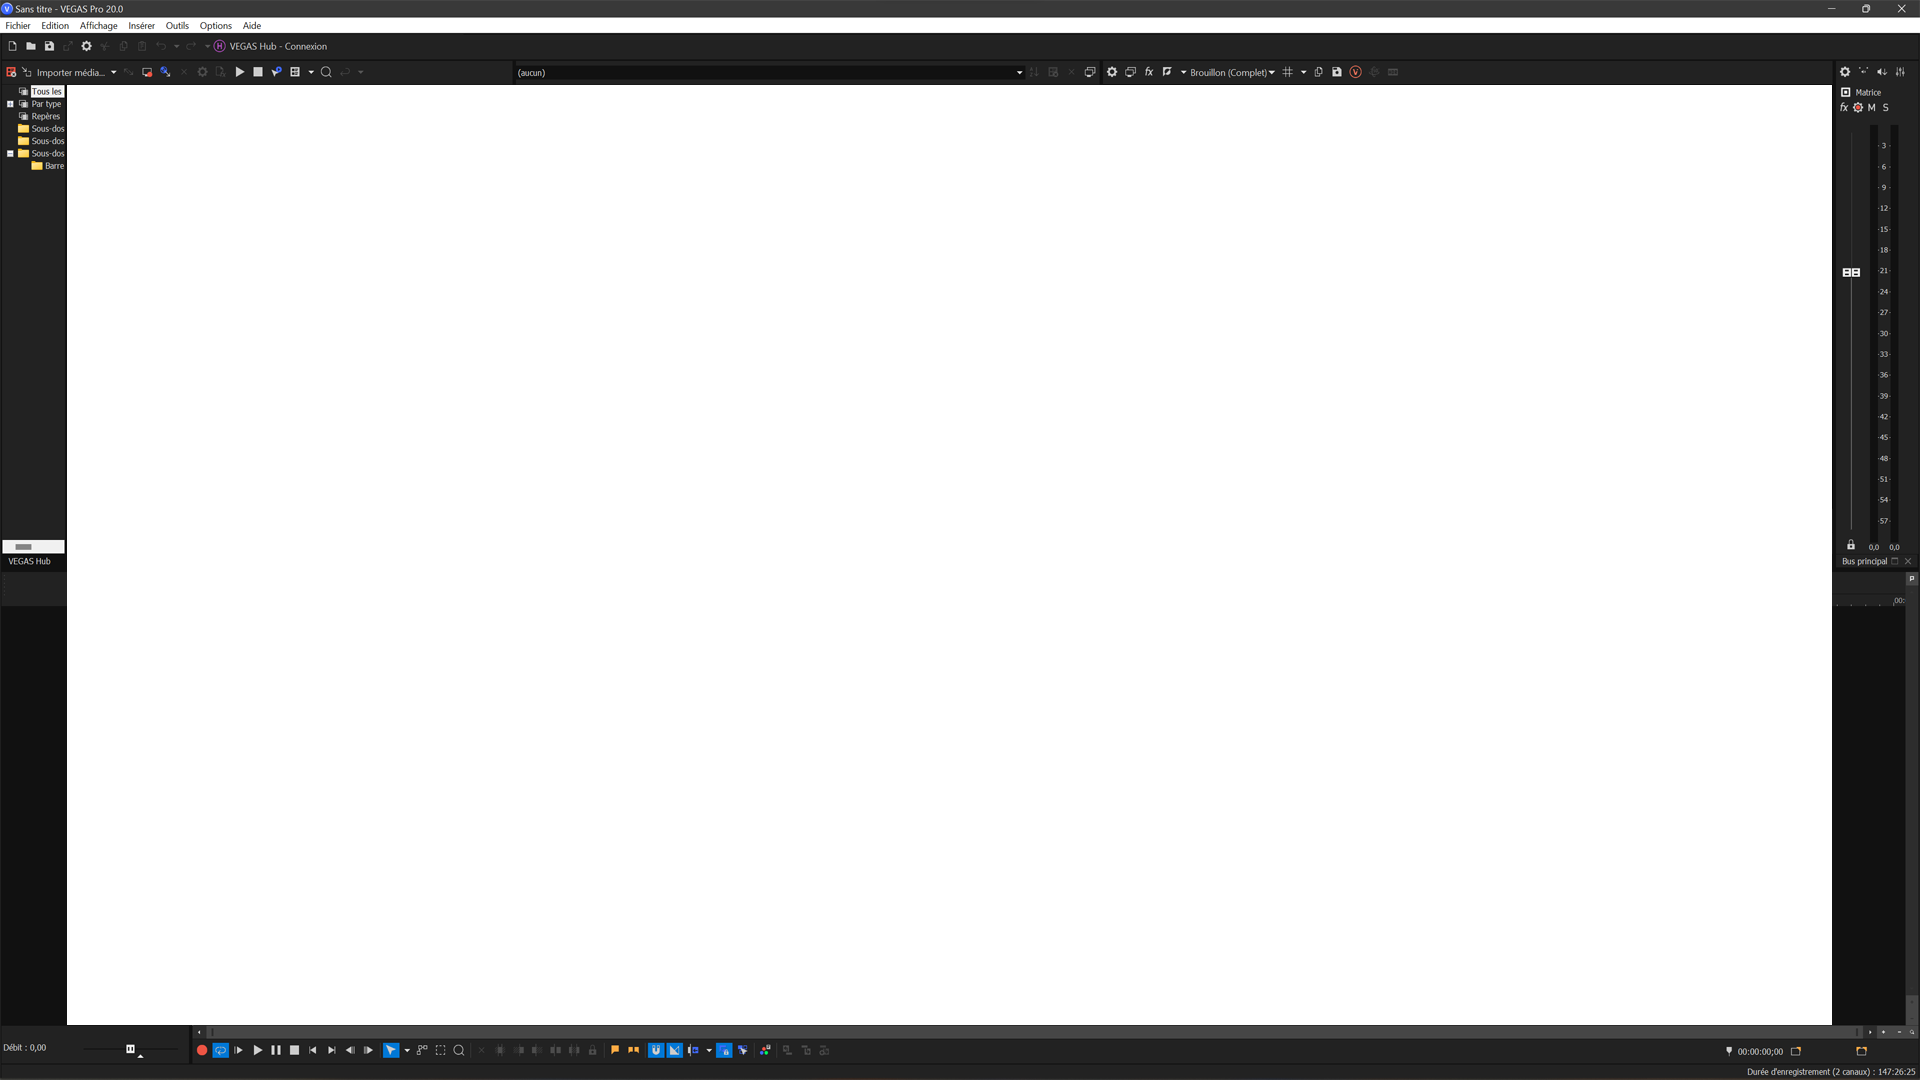 Sans titre - VEGAS Pro 20.0
Fichier Edition Affichage Insérer Outils Options Aide
VEGAS Hub - Connexion
Importer média... (aucun) Brouillon (Complet)
Tous les
Par type
Repères
Sous-dos
Sous-dos
Sous-dos
Barre
Matrice
fx M S
3
6
9
12
15
18
21
24
27
30
33
36
39
42
45
48
51
54
57
0,0 0,0
VEGAS Hub
Bus principal
P
00:
Débit : 0,00
00:00:00;00
Durée d'enregistrement (2 canaux) : 147:26:25